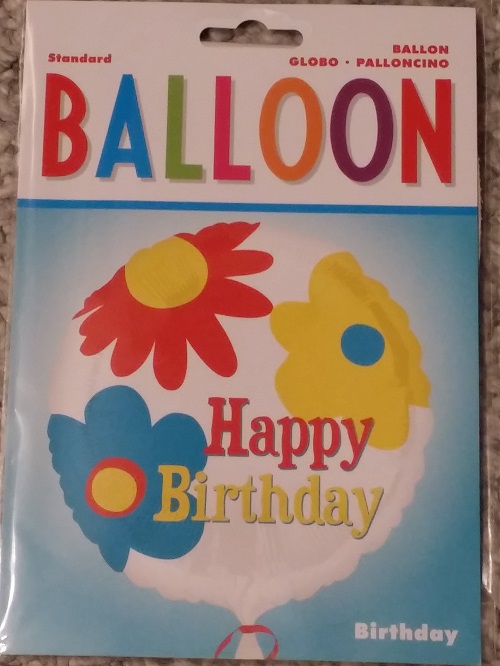 Standard
BALLON
GLOBO · PALLONCINO
BALLOON
Happy
Birthday
Birthday